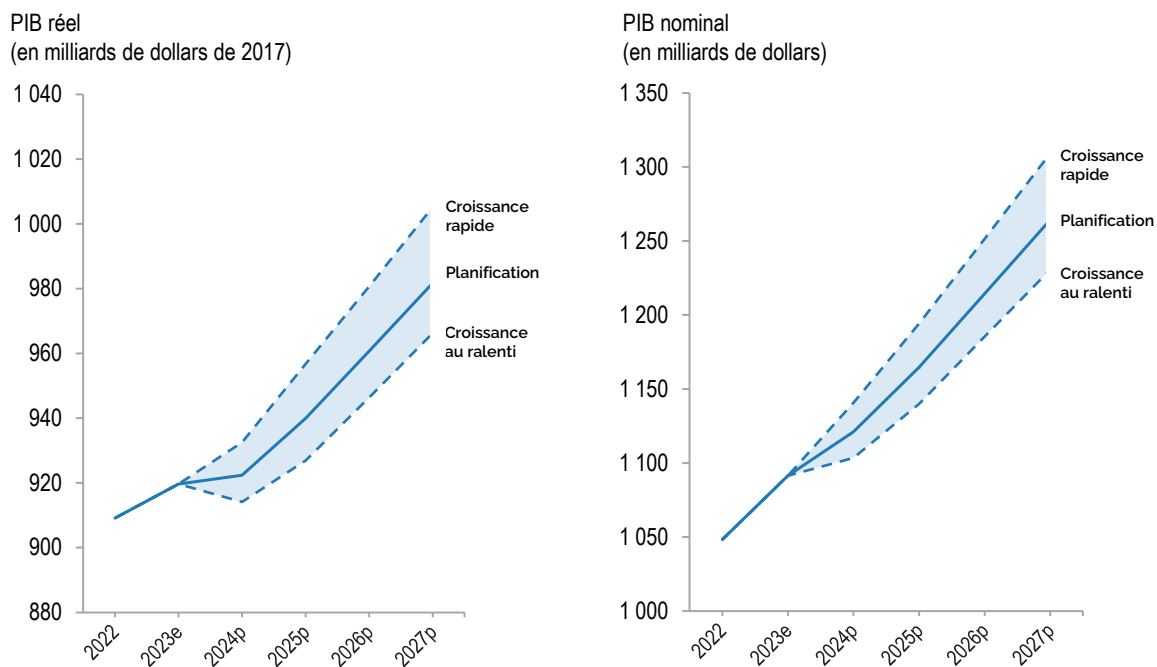 PIB réel
(en milliards de dollars de 2017)
1 040
1 020
1 000
980
960
940
920
900
880
2022
2023e
2024p
2025p
2026p
2027p
Croissance
rapide
Planification
Croissance
au ralenti
PIB nominal
(en milliards de dollars)
1 350
1 300
1 250
1 200
1 150
1 100
1 050
1 000
2022
2023e
2024p
2025p
2026p
2027p
Croissance
rapide
Planification
Croissance
au ralenti